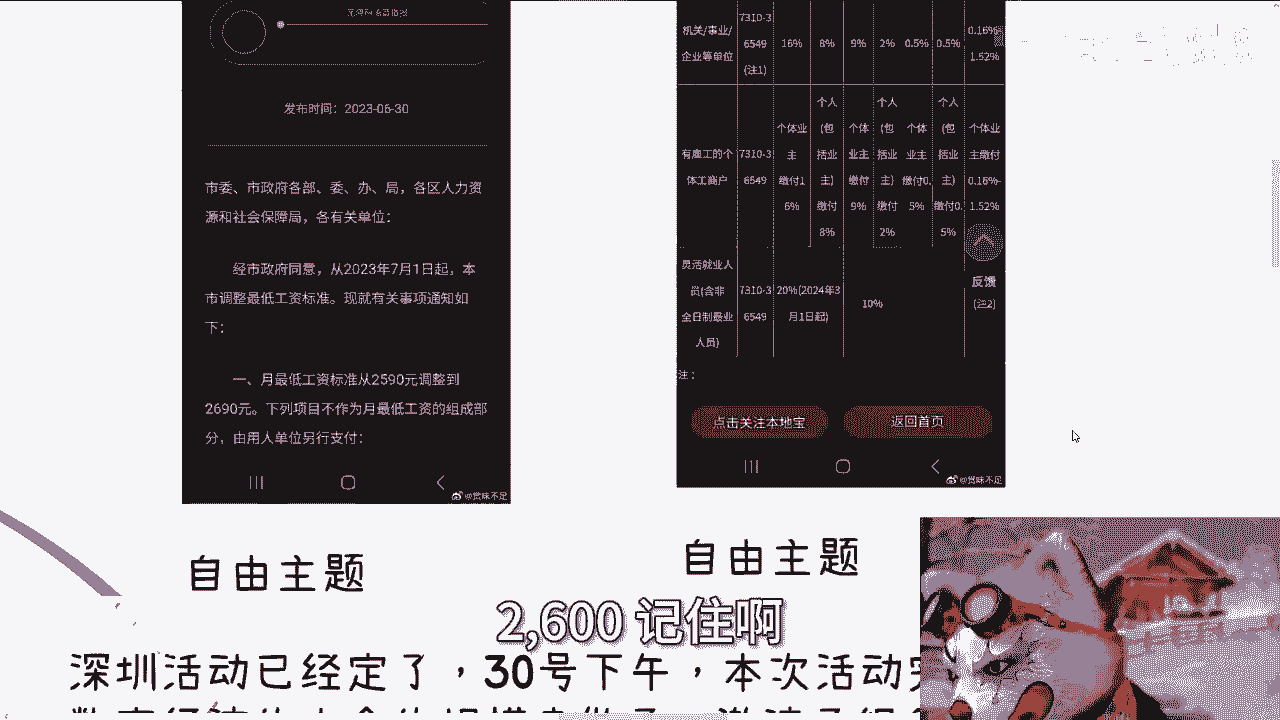 发布时间：2023-06-30
市委、市政府各部、委、办、局，各区人力资
源和社会保障局，各有关单位：
经市政府同意，从2023年7月1日起，本
市调整最低工资标准。现就有关事项通知如
下：
一、月最低工资标准从2590元调整到
2690元。下列项目不作为月最低工资的组成部
分，由用人单位另行支付：
@赏味不足
机关/事业/
企业等单位
7310-3
6549
(注1)
16%
8%
9%
2%
0.5%
0.5%
0.16%-
1.52%
有雇工的个
体工商户
7310-3
6549
个体业
主
缴付1
6%
个人
(包
括业
主)
缴付
8%
个体
业主
缴付
9%
个人
(包
括业
主)
缴付
2%
个体
业主
缴付0.
5%
个人
(包
括业
主)
缴付0.
5%
个体业
主缴付
0.16%-
1.52%
灵活就业人
员(含非
全日制就业
人员)
7310-3
6549
20%(2024年3
月1日起)
10%
反馈
(注2)
注：
点击关注本地宝
返回首页
@赏味不足
自由主题
自由主题
2,600 记住啊
深圳活动已经定了，30号下午，本次活动